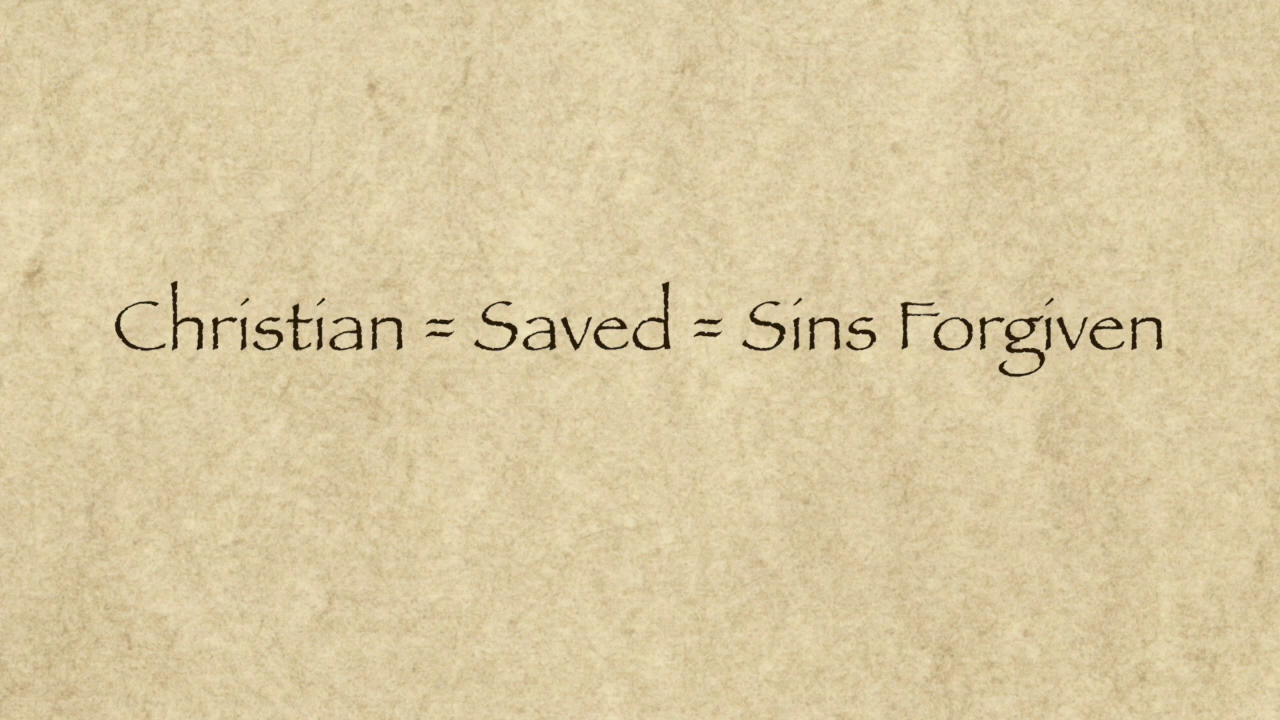 Christian = Saved = Sins Forgiven